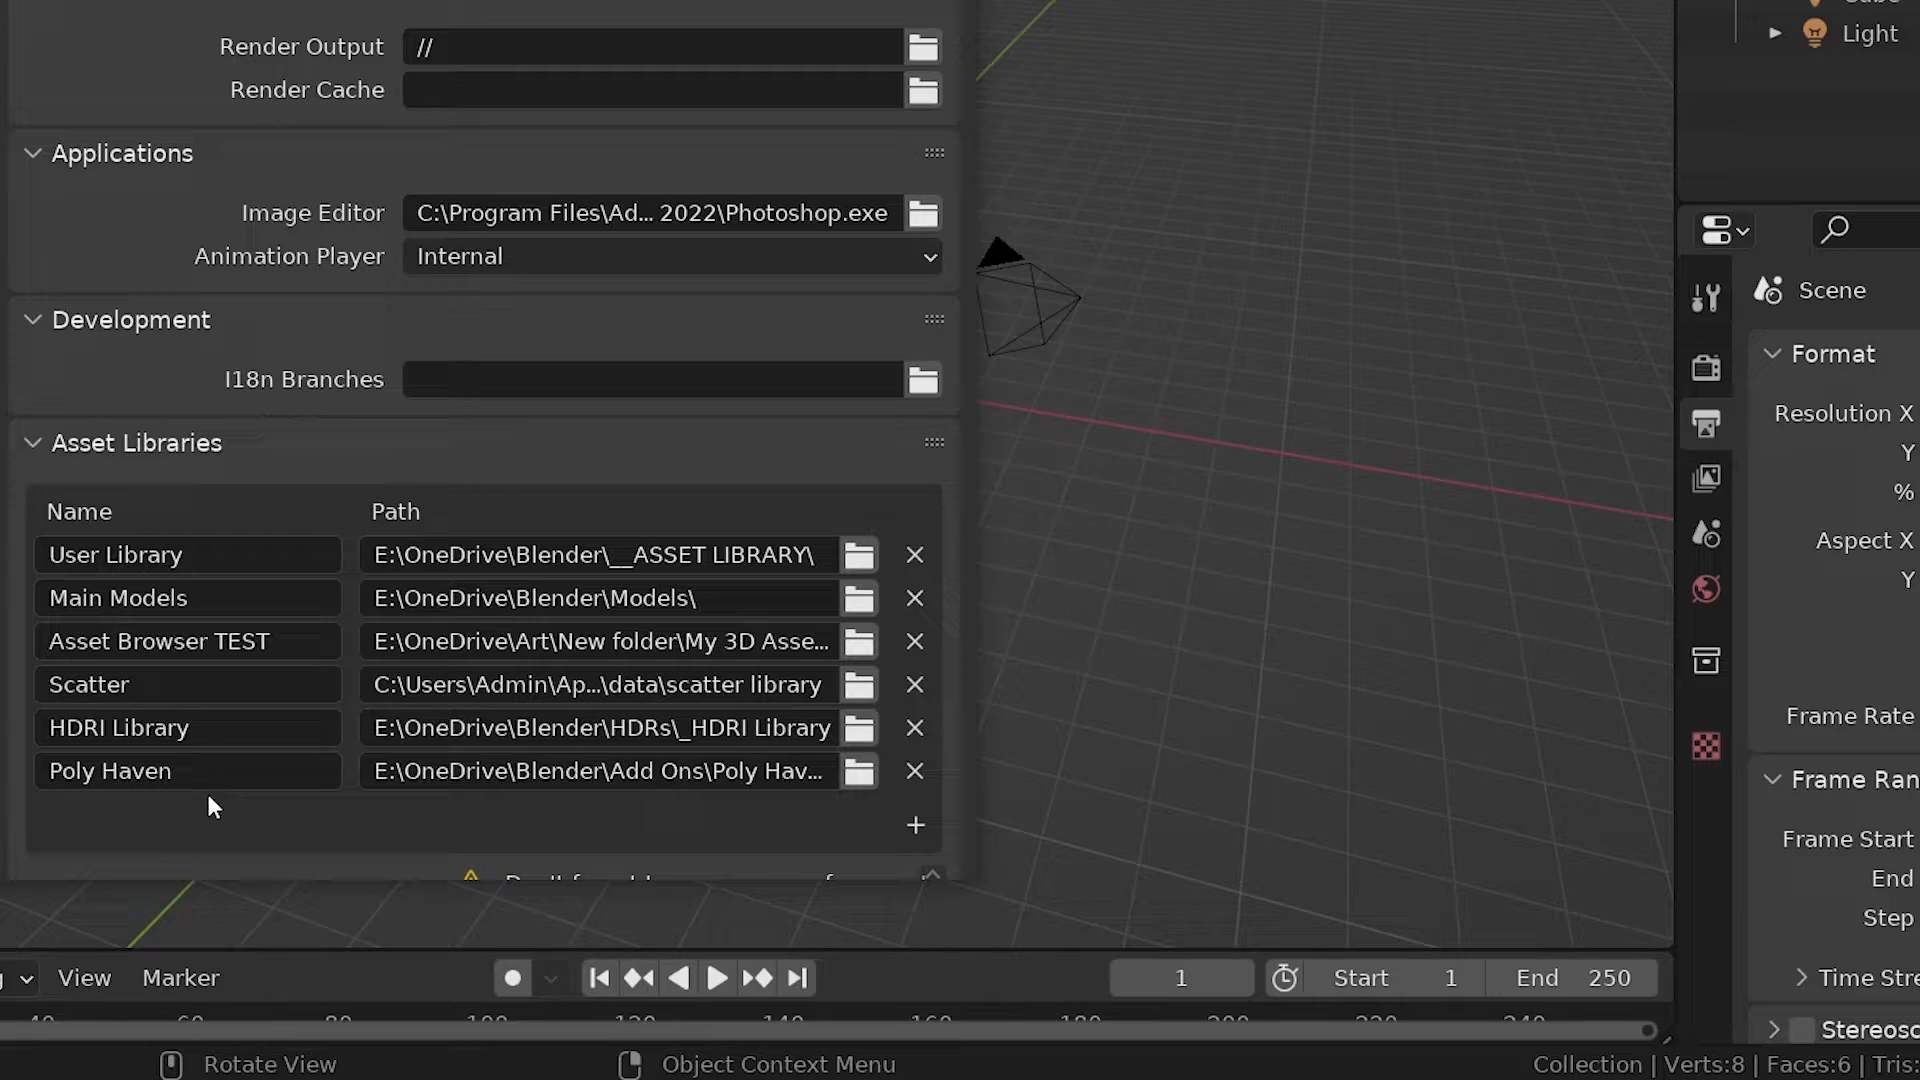 Render Output //
Render Cache
Applications
Image Editor C:\Program Files\Ad... 2022\Photoshop.exe
Animation Player Internal
Development
I18n Branches
Asset Libraries
Name Path
User Library E:\OneDrive\Blender\__ASSET LIBRARY\
Main Models E:\OneDrive\Blender\Models\
Asset Browser TEST E:\OneDrive\Art\New folder\My 3D Asse...
Scatter C:\Users\Admin\Ap...\data\scatter library
HDRI Library E:\OneDrive\Blender\HDRs\_HDRI Library
Poly Haven E:\OneDrive\Blender\Add Ons\Poly Hav...
Light
Scene
Format
Resolution X
Y
%
Aspect X
Y
Frame Rate
Frame Ran
Frame Start
End
Step
Time Stre
Stereosc
View Marker 1 Start 1 End 250
Rotate View Object Context Menu Collection | Verts:8 | Faces:6 | Tris: